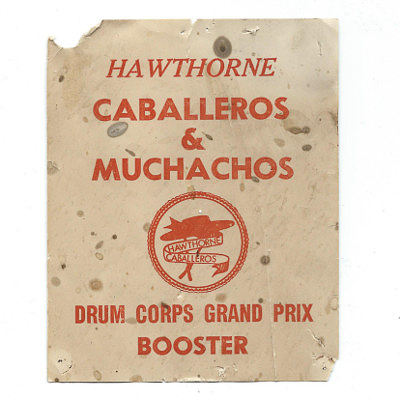 HAWTHORNE
CABALLEROS
&
MUCHACHOS
HAWTHORNE
CABALLEROS
DRUM CORPS GRAND PRIX
BOOSTER